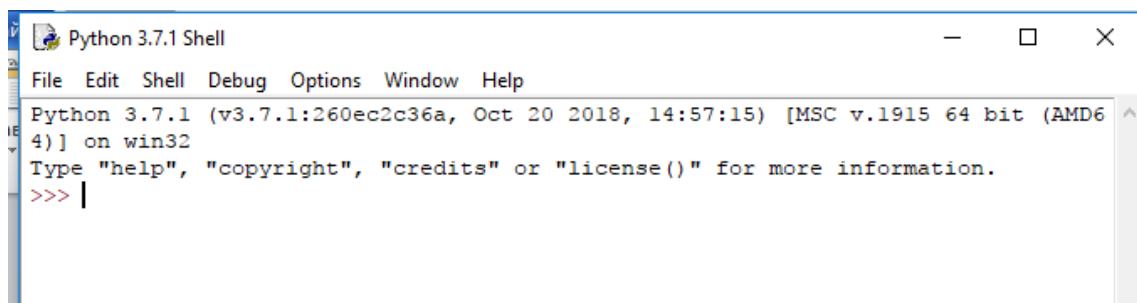 Python 3.7.1 Shell
File Edit Shell Debug Options Window Help
Python 3.7.1 (v3.7.1:260ec2c36a, Oct 20 2018, 14:57:15) [MSC v.1915 64 bit (AMD6
4)] on win32
Type "help", "copyright", "credits" or "license()" for more information.
>>>